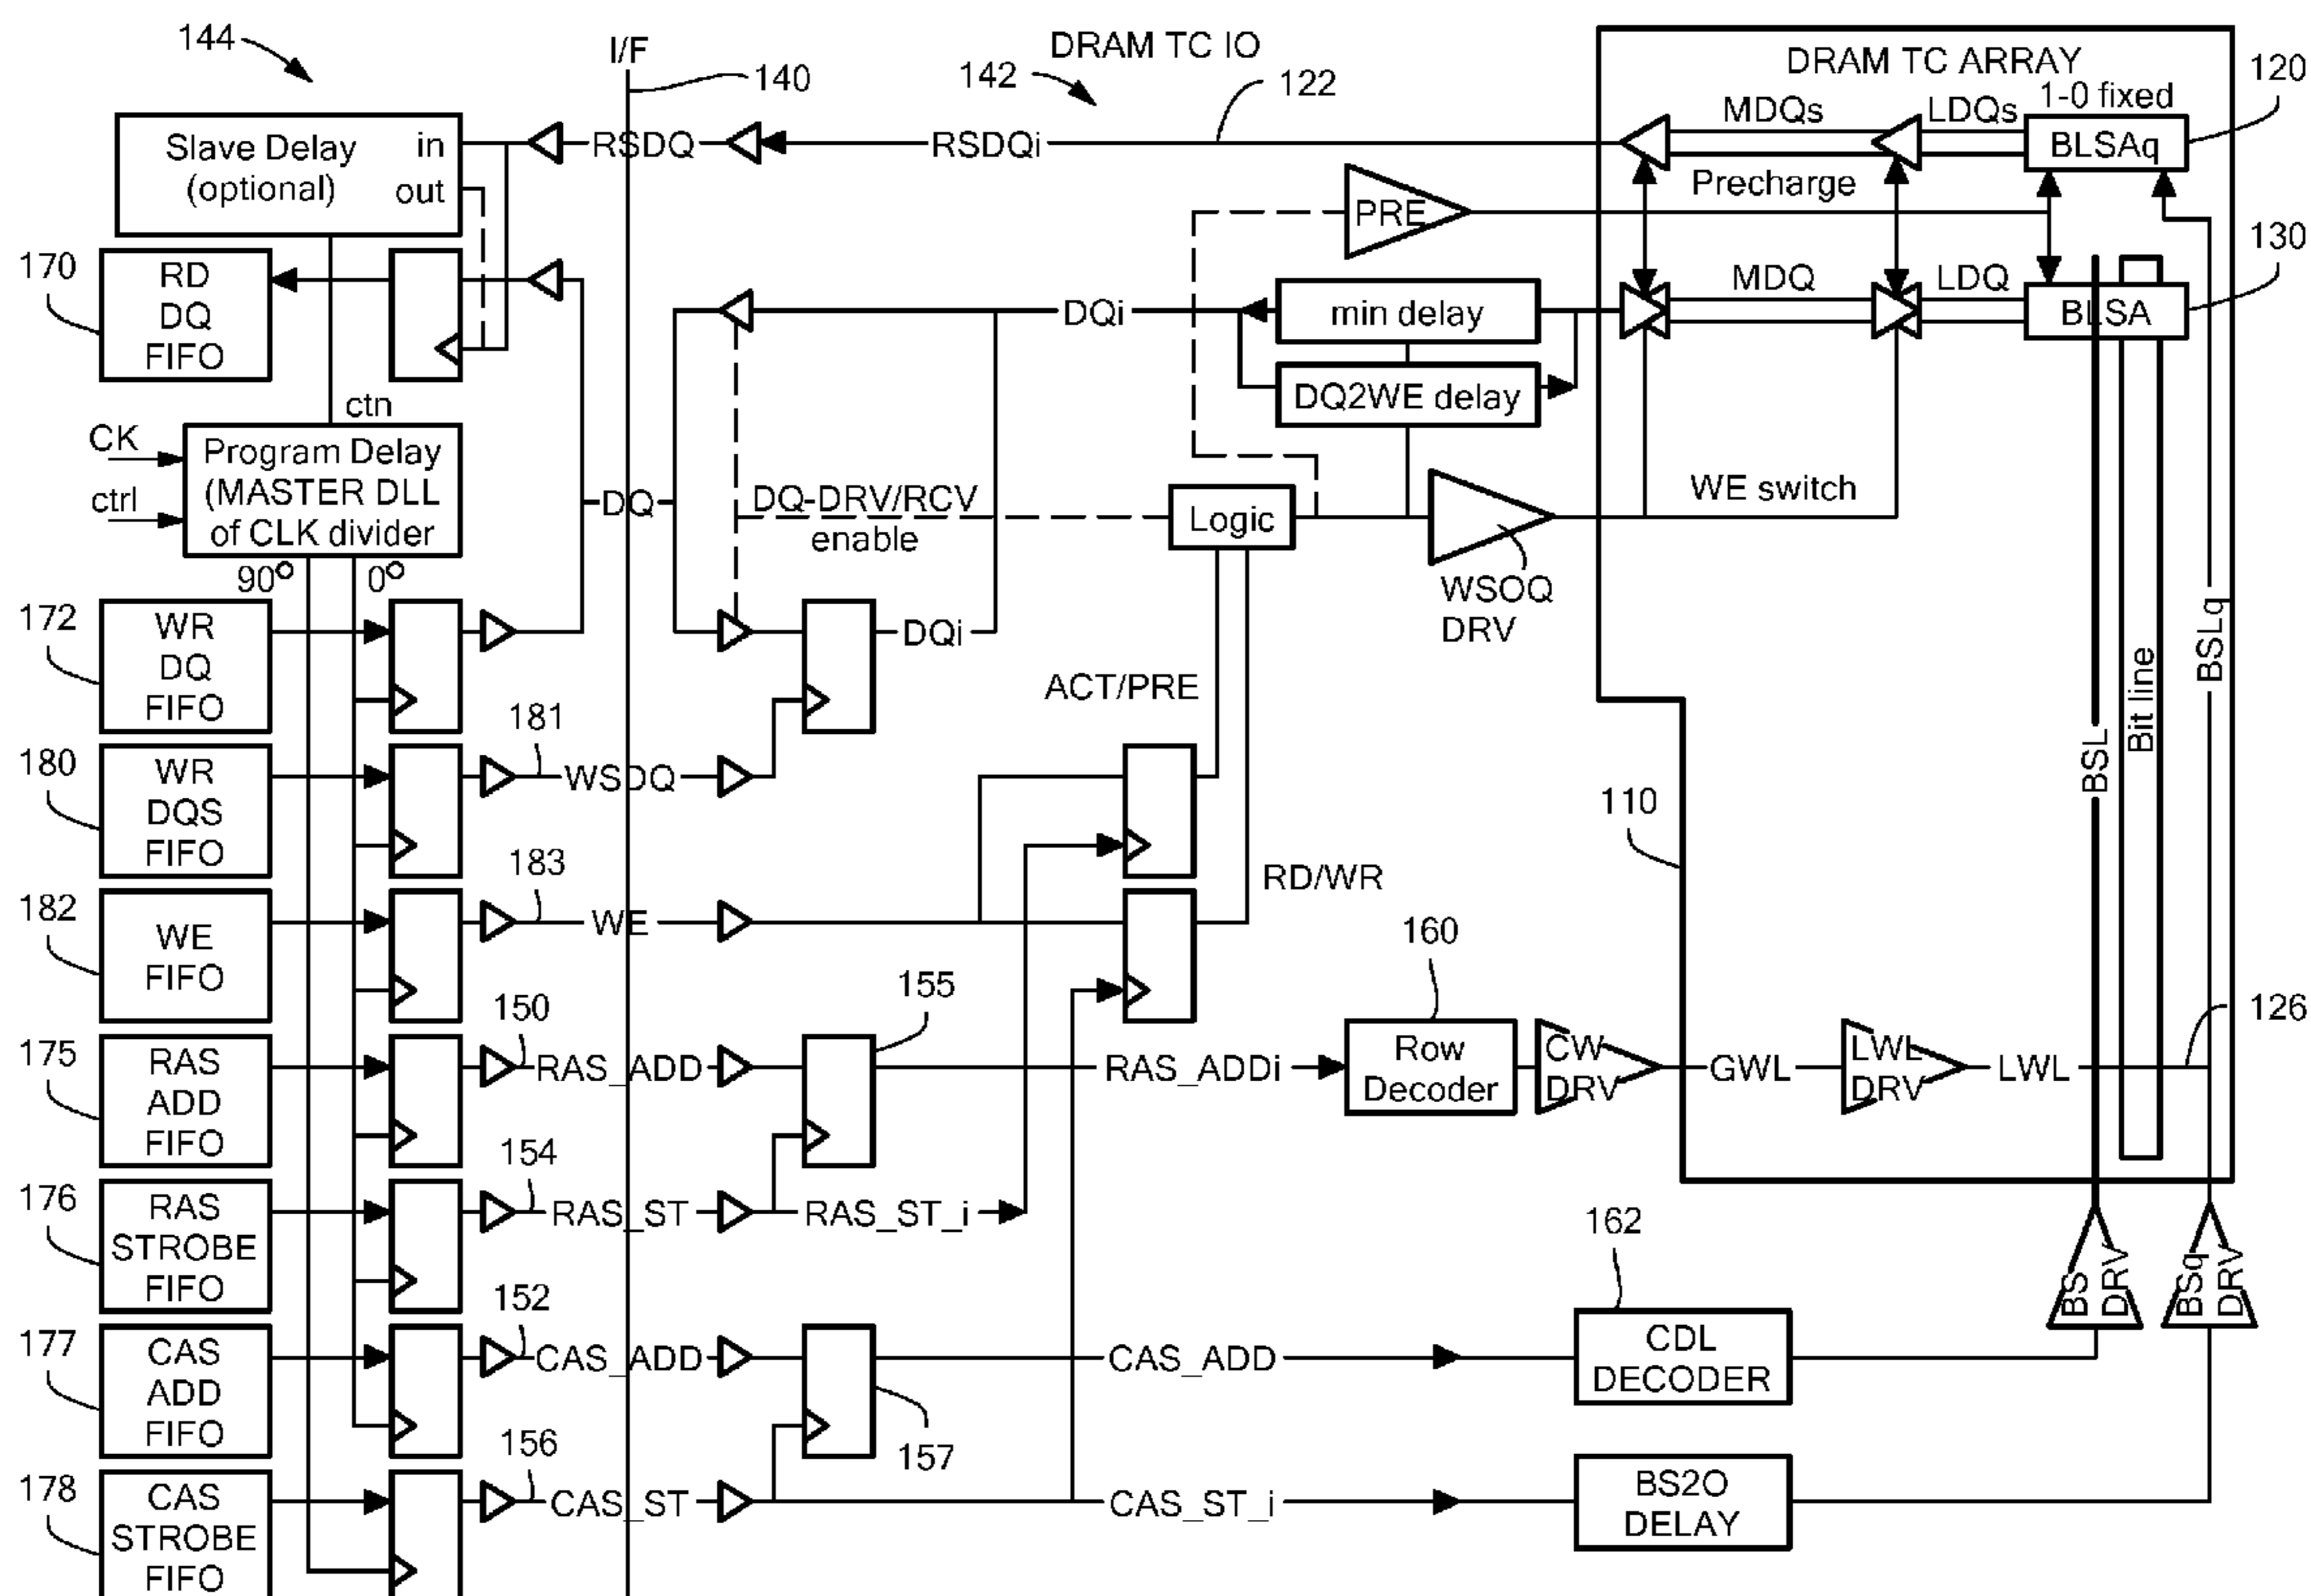 144
I/F
140
DRAM TC IO
142
122
DRAM TC ARRAY
120
Slave Delay
(optional)
in
out
RSDQ
RSDQi
MDQs
LDQs
1-0 fixed
BLSAq
Precharge
PRE
130
170
RD
DQ
FIFO
DQi
min delay
MDQ
LDQ
BLSA
DQ2WE delay
ctn
CK
ctrl
Program Delay
(MASTER DLL
of CLK divider
90°
0°
DQ
DQ-DRV/RCV
enable
Logic
WE switch
WSOQ
DRV
172
WR
DQ
FIFO
DQi
ACT/PRE
BSL
Bit line
BSLq
180
WR
DQS
FIFO
181
WSDQ
110
182
WE
FIFO
183
WE
RD/WR
175
RAS
ADD
FIFO
150
RAS_ADD
155
RAS_ADDi
160
Row
Decoder
CW
DRV
GWL
LWL
DRV
LWL
126
176
RAS
STROBE
FIFO
154
RAS_ST
RAS_ST_i
177
CAS
ADD
FIFO
152
CAS_ADD
157
CAS_ADD
162
CDL
DECODER
BS
DRV
BSq
DRV
178
CAS
STROBE
FIFO
156
CAS_ST
CAS_ST_i
BS2O
DELAY